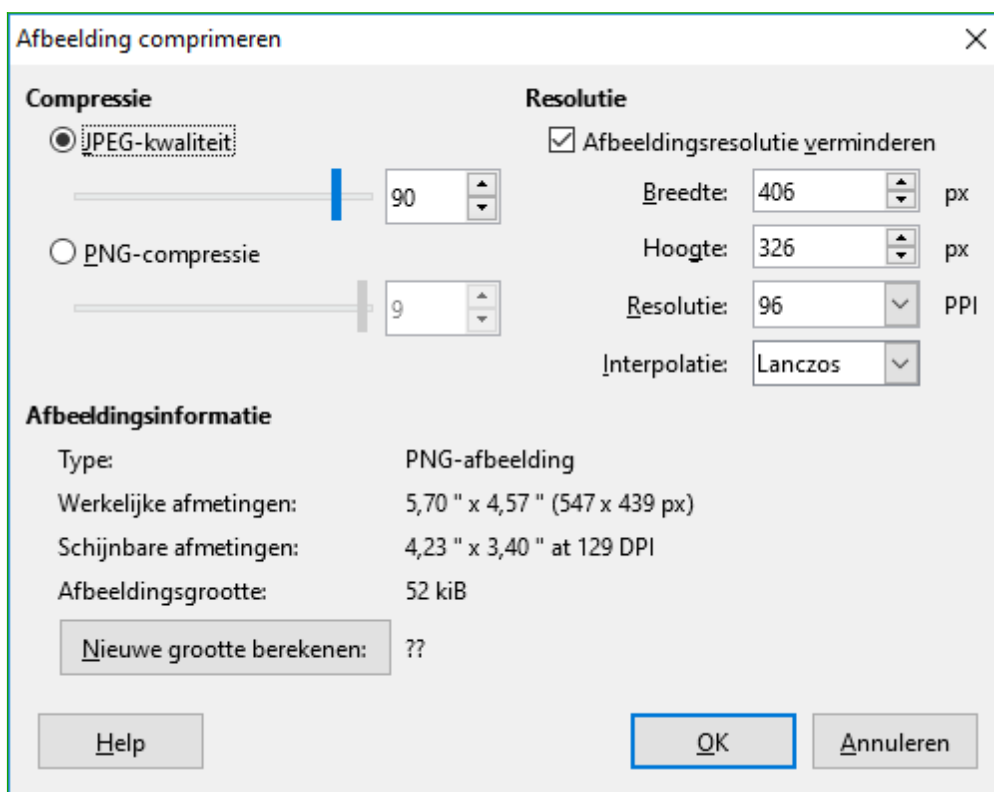 Afbeelding comprimeren
Compressie
JPEG-kwaliteit
90
PNG-compressie
9
Resolutie
Afbeeldingsresolutie verminderen
Breedte: 406 px
Hoogte: 326 px
Resolutie: 96 PPI
Interpolatie: Lanczos
Afbeeldingsinformatie
Type: PNG-afbeelding
Werkelijke afmetingen: 5,70 " x 4,57 " (547 x 439 px)
Schijnbare afmetingen: 4,23 " x 3,40 " at 129 DPI
Afbeeldingsgrootte: 52 kiB
Nieuwe grootte berekenen: ??
Help OK Annuleren